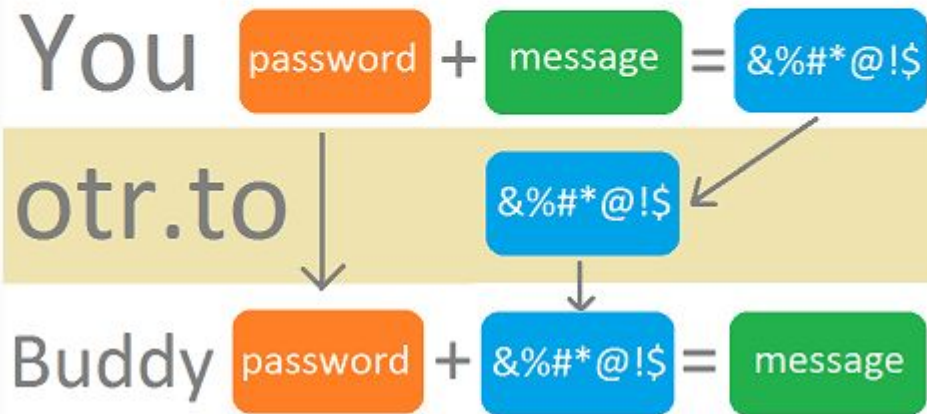 You password + message = &%#*@!$
otr.to &%#*@!$
Buddy password + &%#*@!$ = message